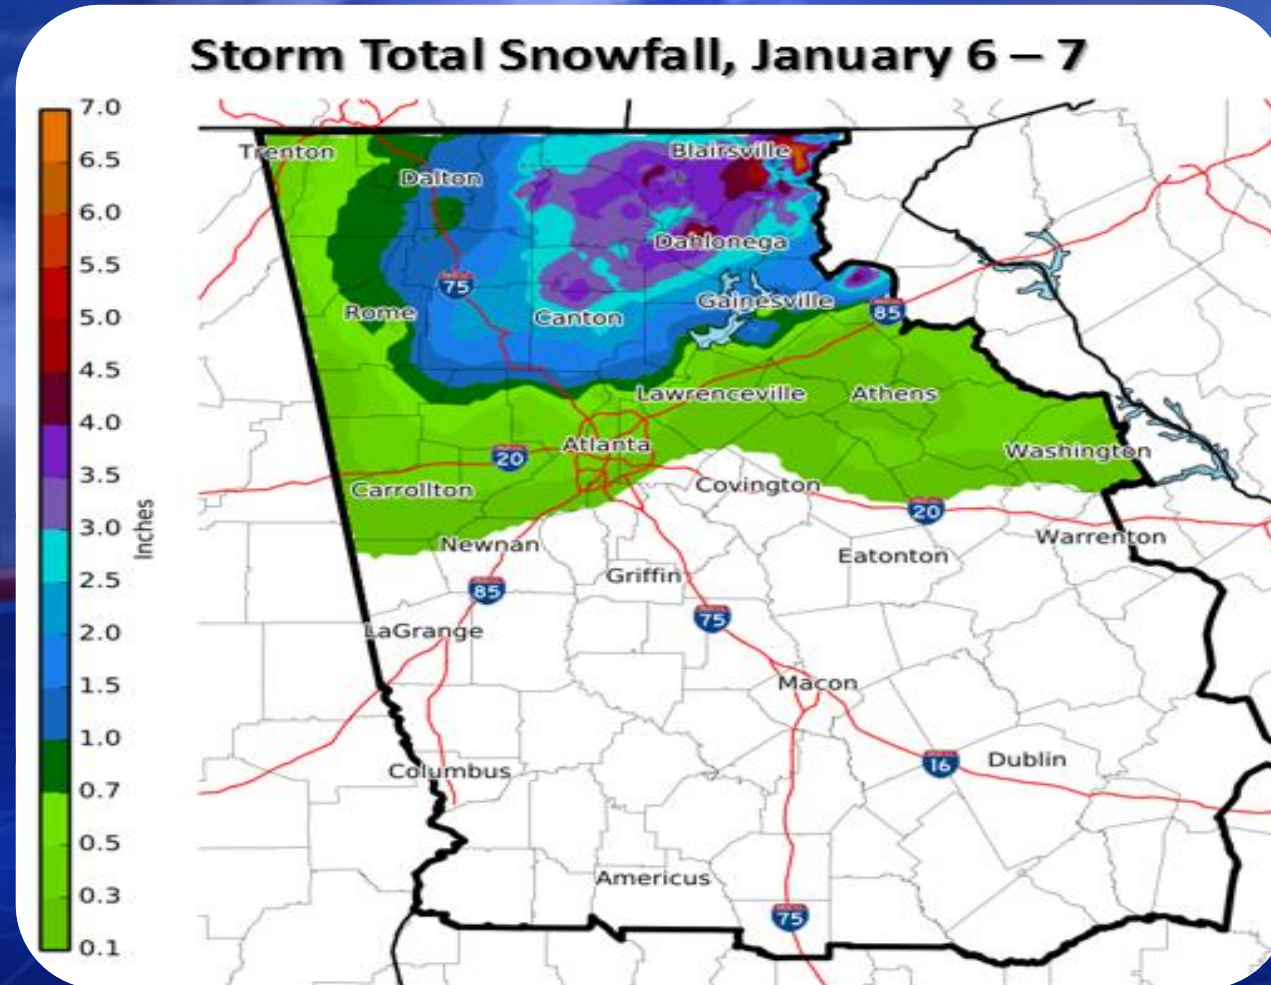 Storm Total Snowfall, January 6 – 7
7.0
6.5
6.0
5.5
5.0
4.5
4.0
3.5
3.0
2.5
2.0
1.5
1.0
0.7
0.5
0.3
0.1
Inches
Trenton
Blairsville
Dalton
Dahlonega
75
Gainesville
Rome
Canton
85
Lawrenceville
Athens
Atlanta
Washington
20
Carrollton
Covington
20
Warrenton
Newnan
Eatonton
Griffin
85
75
LaGrange
Macon
Columbus
16
Dublin
Americus
75